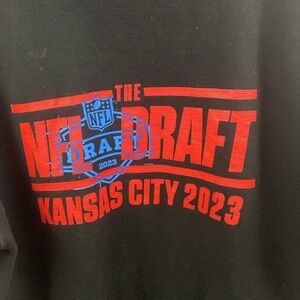 THE
NFL DRAFT
NFL
DRAFT
2023
KANSAS CITY 2023